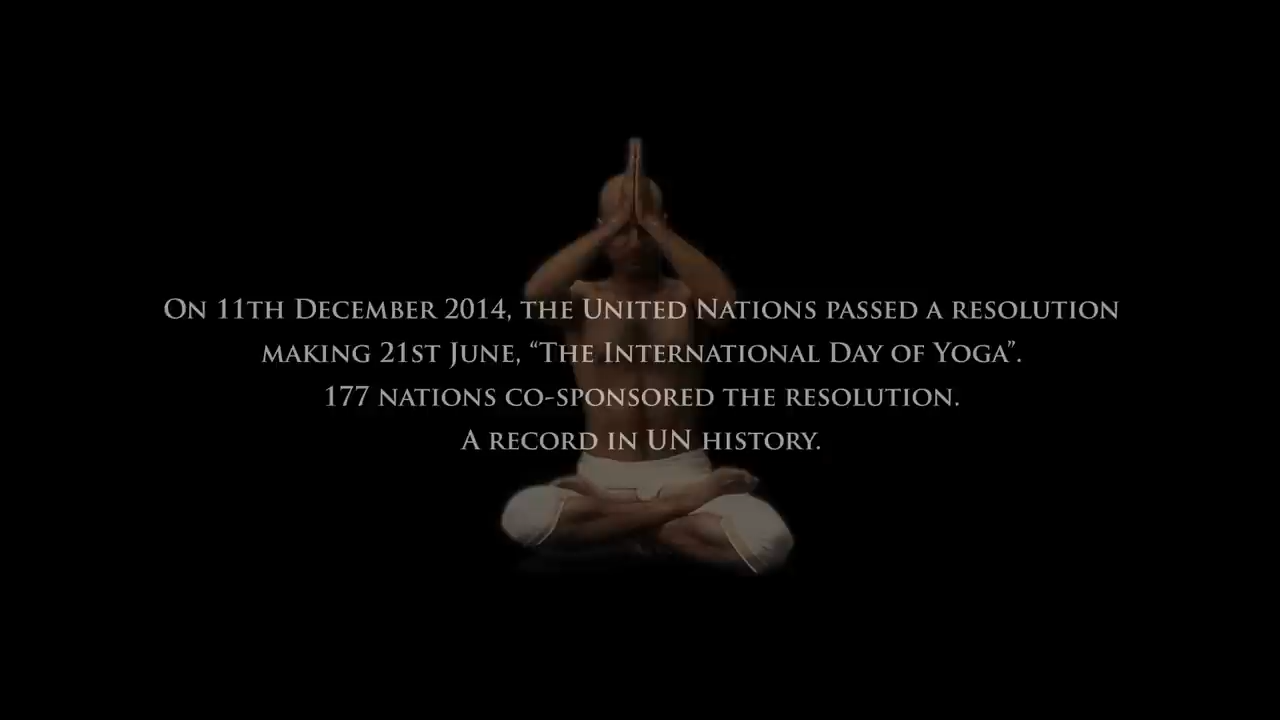 On 11th December 2014, the United Nations passed a resolution
making 21st June, “The International Day of Yoga”.
177 nations co-sponsored the resolution.
A record in UN history.